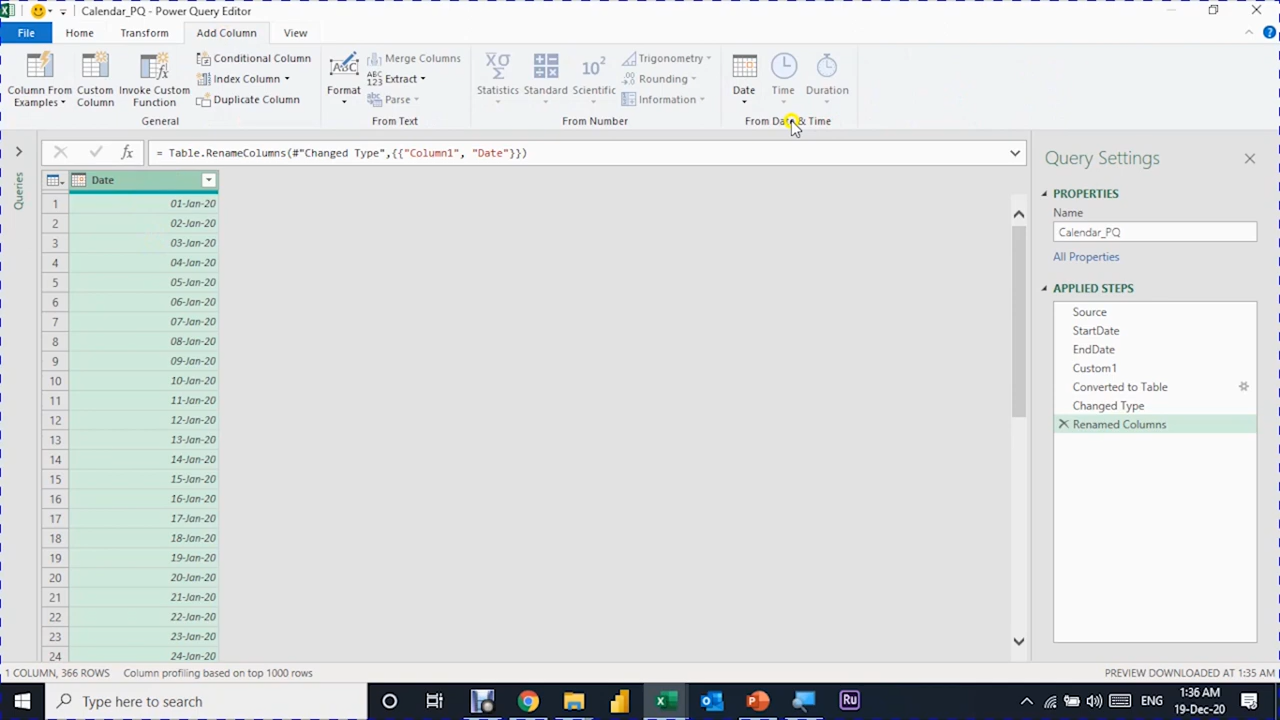 Calendar_PQ - Power Query Editor
File Home Transform Add Column View
Column From Examples
Custom Column
Invoke Custom Function
Conditional Column
Index Column
Duplicate Column
General
ABC
Format
Merge Columns
ABC 123 Extract
abc Parse
From Text
XΣ σ
Statistics
Standard
10²
Scientific
Trigonometry
.00 Rounding
Information
From Number
Date
Time
Duration
From Date & Time
fx = Table.RenameColumns(#"Changed Type",{{"Column1", "Date"}})
Queries
Date
1 01-Jan-20
2 02-Jan-20
3 03-Jan-20
4 04-Jan-20
5 05-Jan-20
6 06-Jan-20
7 07-Jan-20
8 08-Jan-20
9 09-Jan-20
10 10-Jan-20
11 11-Jan-20
12 12-Jan-20
13 13-Jan-20
14 14-Jan-20
15 15-Jan-20
16 16-Jan-20
17 17-Jan-20
18 18-Jan-20
19 19-Jan-20
20 20-Jan-20
21 21-Jan-20
22 22-Jan-20
23 23-Jan-20
24 24-Jan-20
Query Settings
PROPERTIES
Name
Calendar_PQ
All Properties
APPLIED STEPS
Source
StartDate
EndDate
Custom1
Converted to Table
Changed Type
Renamed Columns
1 COLUMN, 366 ROWS Column profiling based on top 1000 rows
PREVIEW DOWNLOADED AT 1:35 AM
Type here to search
Ru
ENG
1:36 AM
19-Dec-20